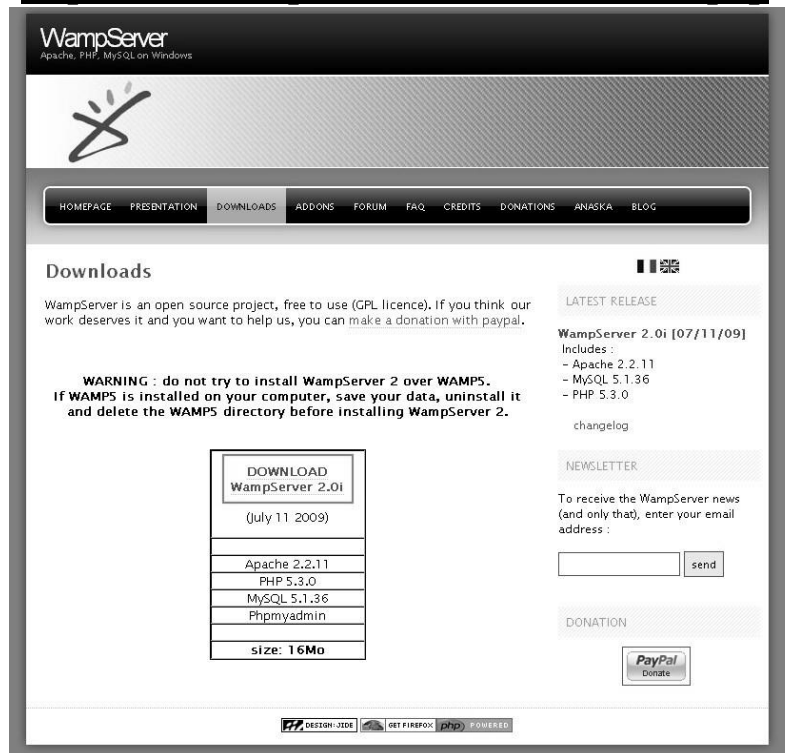 WampServer
Apache, PHP, MySQL on Windows
HOMEPAGE PRESENTATION DOWNLOADS ADDONS FORUM FAQ CREDITS DONATIONS ANASKA BLOG
Downloads
WampServer is an open source project, free to use (GPL licence). If you think our
work deserves it and you want to help us, you can make a donation with paypal.
WARNING : do not try to install WampServer 2 over WAMP5.
If WAMP5 is installed on your computer, save your data, uninstall it
and delete the WAMP5 directory before installing WampServer 2.
DOWNLOAD
WampServer 2.0i
(July 11 2009)
Apache 2.2.11
PHP 5.3.0
MySQL 5.1.36
Phpmyadmin
size: 16Mo
LATEST RELEASE
WampServer 2.0i [07/11/09]
Includes :
- Apache 2.2.11
- MySQL 5.1.36
- PHP 5.3.0
changelog
NEWSLETTER
To receive the WampServer news
(and only that), enter your email
address :
send
DONATION
PayPal
Donate
DESIGN: JIDE GET FIREFOX php POWERED